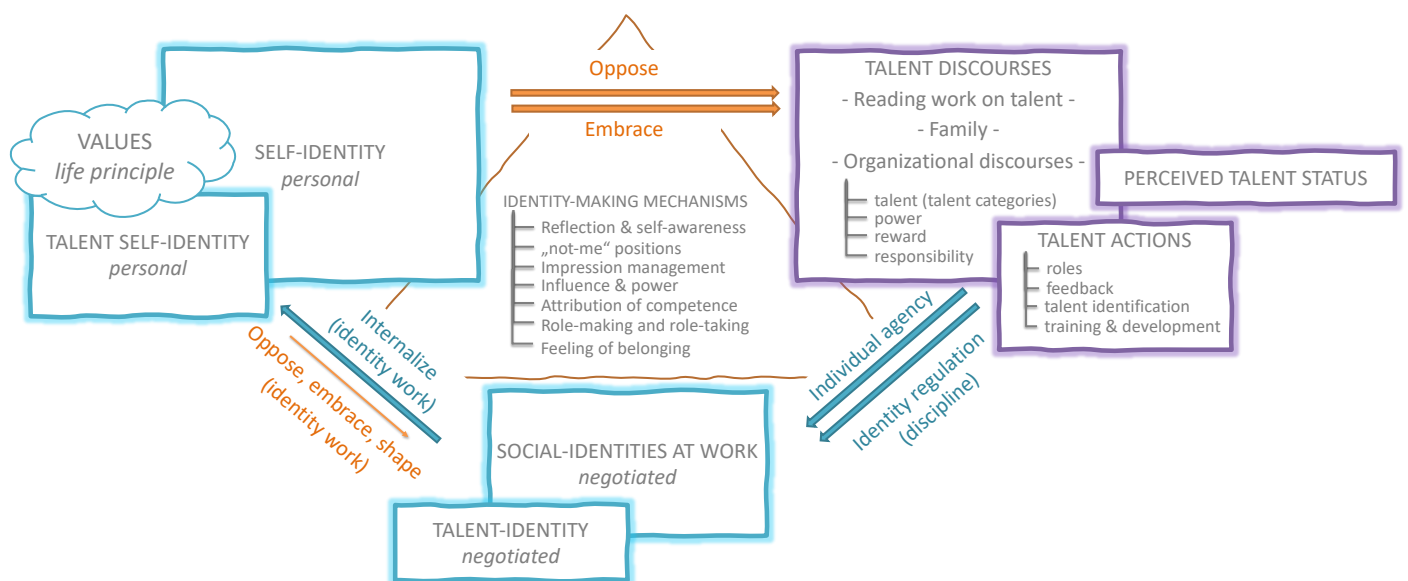 Oppose
Embrace
VALUES
life principle
SELF-IDENTITY
personal
TALENT SELF-IDENTITY
personal
IDENTITY-MAKING MECHANISMS
Reflection & self-awareness
„not-me“ positions
Impression management
Influence & power
Attribution of competence
Role-making and role-taking
Feeling of belonging
TALENT DISCOURSES
- Reading work on talent -
- Family -
- Organizational discourses -
talent (talent categories)
power
reward
responsibility
PERCEIVED TALENT STATUS
TALENT ACTIONS
roles
feedback
talent identification
training & development
Internalize
(identity work)
Oppose, embrace, shape
(identity work)
Individual agency
Identity regulation
(discipline)
SOCIAL-IDENTITIES AT WORK
negotiated
TALENT-IDENTITY
negotiated